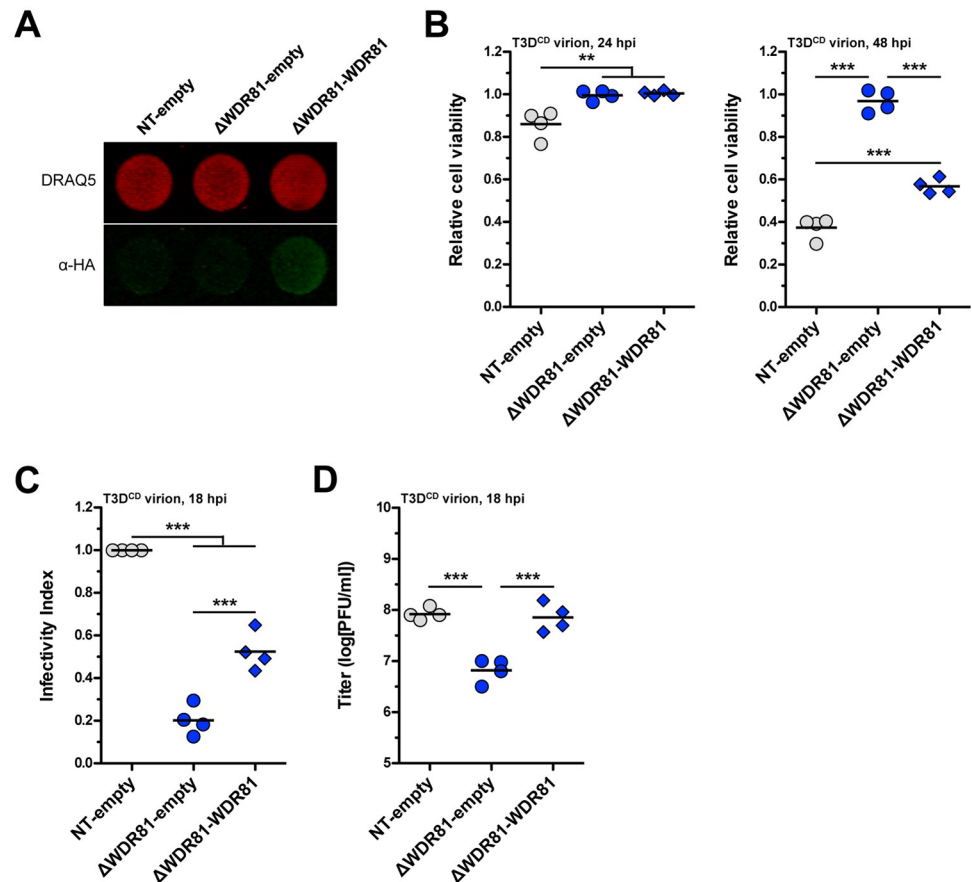 A
NT-empty
ΔWDR81-empty
ΔWDR81-WDR81
DRAQ5
α-HA
B
T3D^CD virion, 24 hpi
**
1.2
1.0
0.8
0.6
0.4
0.2
0.0
Relative cell viability
NT-empty
ΔWDR81-empty
ΔWDR81-WDR81
T3D^CD virion, 48 hpi
*** ***
***
1.2
1.0
0.8
0.6
0.4
0.2
0.0
Relative cell viability
NT-empty
ΔWDR81-empty
ΔWDR81-WDR81
C
T3D^CD virion, 18 hpi
***
***
1.2
1.0
0.8
0.6
0.4
0.2
0.0
Infectivity Index
NT-empty
ΔWDR81-empty
ΔWDR81-WDR81
D
T3D^CD virion, 18 hpi
*** ***
10
9
8
7
6
5
Titer (log[PFU/ml])
NT-empty
ΔWDR81-empty
ΔWDR81-WDR81